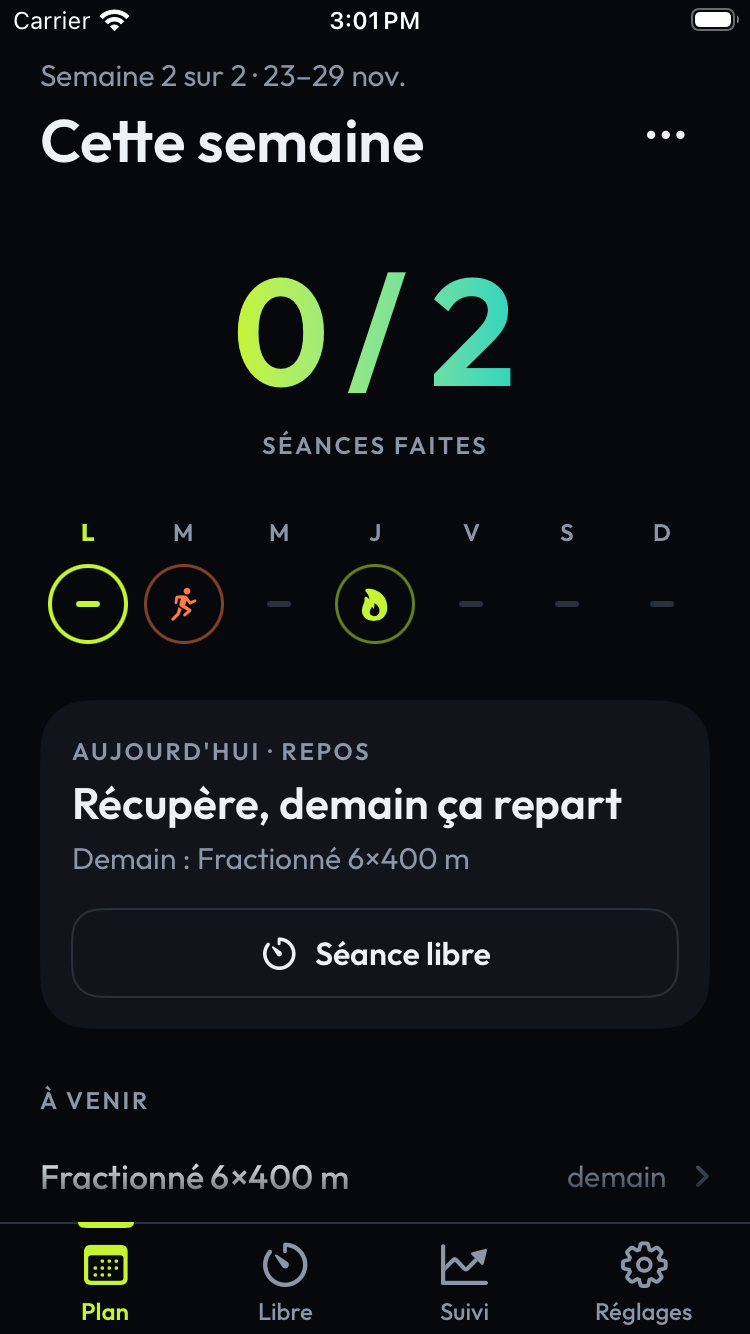 Carrier 3:01 PM
Semaine 2 sur 2 · 23–29 nov.
Cette semaine
0/2
SÉANCES FAITES
L M M J V S D
AUJOURD'HUI · REPOS
Récupère, demain ça repart
Demain : Fractionné 6×400 m
Séance libre
À VENIR
Fractionné 6×400 m demain
Plan Libre Suivi Réglages